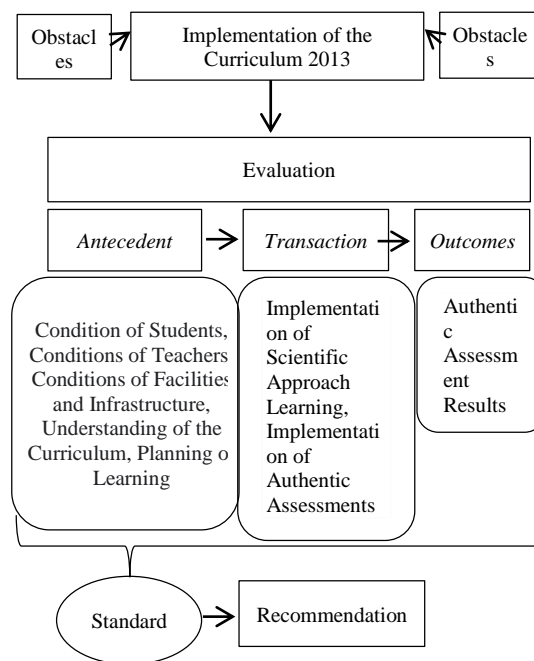 Obstacl
es
Implementation of the
Curriculum 2013
Obstacle
s
Evaluation
Antecedent
Transaction
Outcomes
Condition of Students,
Conditions of Teachers
Conditions of Facilities
and Infrastructure,
Understanding of the
Curriculum, Planning o
Learning
Implementati
on of
Scientific
Approach
Learning,
Implementati
on of
Authentic
Assessments
Authenti
c
Assessm
ent
Results
Standard
Recommendation